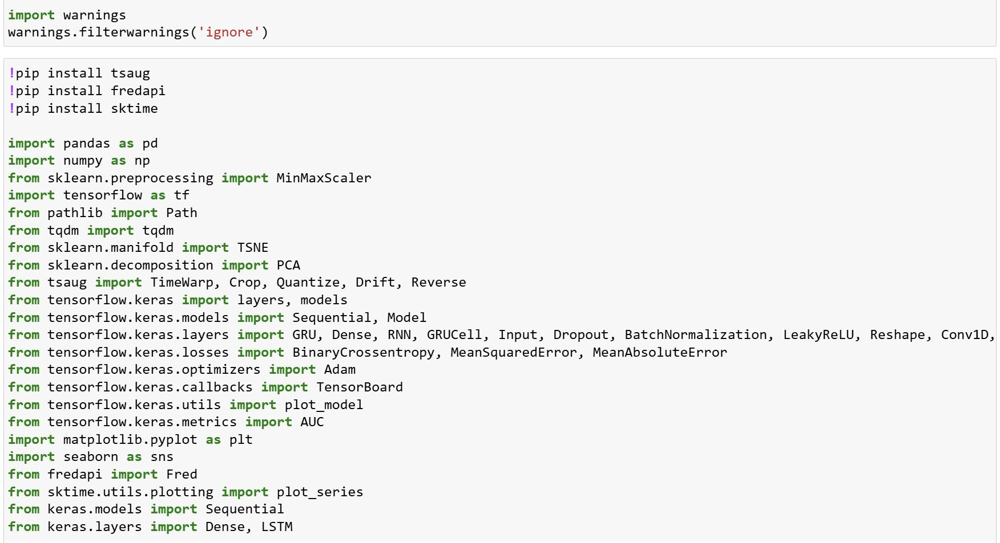 import warnings
warnings.filterwarnings('ignore')
!pip install tsaug
!pip install fredapi
!pip install sktime
import pandas as pd
import numpy as np
from sklearn.preprocessing import MinMaxScaler
import tensorflow as tf
from pathlib import Path
from tqdm import tqdm
from sklearn.manifold import TSNE
from sklearn.decomposition import PCA
from tsaug import TimeWarp, Crop, Quantize, Drift, Reverse
from tensorflow.keras import layers, models
from tensorflow.keras.models import Sequential, Model
from tensorflow.keras.layers import GRU, Dense, RNN, GRUCell, Input, Dropout, BatchNormalization, LeakyReLU, Reshape, Conv1D,
from tensorflow.keras.losses import BinaryCrossentropy, MeanSquaredError, MeanAbsoluteError
from tensorflow.keras.optimizers import Adam
from tensorflow.keras.callbacks import TensorBoard
from tensorflow.keras.utils import plot_model
from tensorflow.keras.metrics import AUC
import matplotlib.pyplot as plt
import seaborn as sns
from fredapi import Fred
from sktime.utils.plotting import plot_series
from keras.models import Sequential
from keras.layers import Dense, LSTM